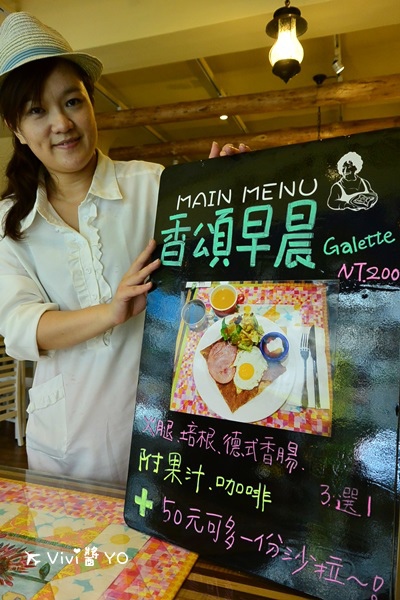 MAIN MENU
香頌早晨 Galette
NT200
火腿.培根.德式香腸.
3選1
附果汁.咖啡
+50元可多一份沙拉~!
Vivi醬YO